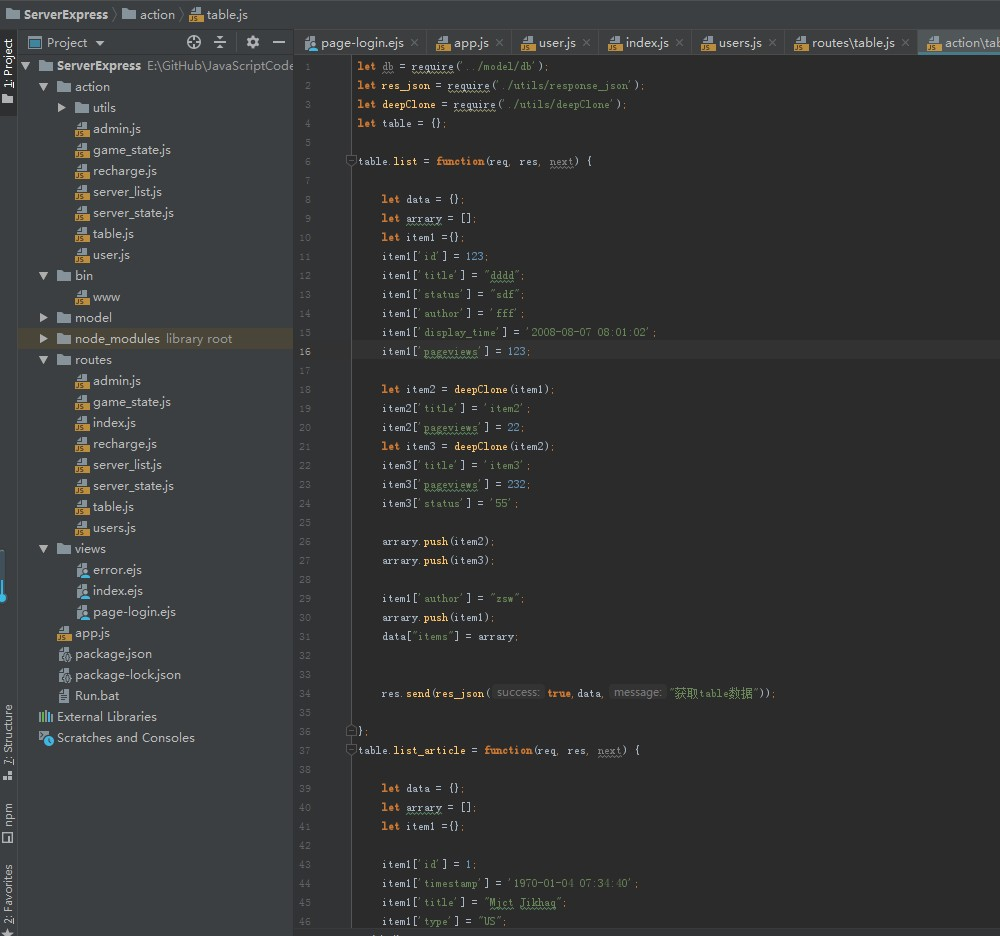 ServerExpress action table.js
Project
page-login.ejs app.js user.js index.js users.js routes\table.js action\tab
1: Project
ServerExpress E:\GitHub\JavaScriptCode
action
utils
admin.js
game_state.js
recharge.js
server_list.js
server_state.js
table.js
user.js
bin
www
model
node_modules library root
routes
admin.js
game_state.js
index.js
recharge.js
server_list.js
server_state.js
table.js
users.js
views
error.ejs
index.ejs
page-login.ejs
app.js
package.json
package-lock.json
Run.bat
External Libraries
Scratches and Consoles
7: Structure
npm
2: Favorites
1 let db = require('../model/db');
2 let res_json = require('./utils/response_json');
3 let deepClone = require('./utils/deepClone');
4 let table = {};
5
6 table.list = function(req, res, next) {
7
8 let data = {};
9 let arrary = [];
10 let item1 ={};
11 item1['id'] = 123;
12 item1['title'] = "dddd";
13 item1['status'] = "sdf";
14 item1['author'] = 'fff';
15 item1['display_time'] = '2008-08-07 08:01:02';
16 item1['pageviews'] = 123;
17
18 let item2 = deepClone(item1);
19 item2['title'] = 'item2';
20 item2['pageviews'] = 22;
21 let item3 = deepClone(item2);
22 item3['title'] = 'item3';
23 item3['pageviews'] = 232;
24 item3['status'] = '55';
25
26 arrary.push(item2);
27 arrary.push(item3);
28
29 item1['author'] = "zsw";
30 arrary.push(item1);
31 data["items"] = arrary;
32
33
34 res.send(res_json( success: true,data, message: "获取table数据"));
35
36 };
37 table.list_article = function(req, res, next) {
38
39 let data = {};
40 let arrary = [];
41 let item1 ={};
42
43 item1['id'] = 1;
44 item1['timestamp'] = '1970-01-04 07:34:40';
45 item1['title'] = "Mjct Jikhaq";
46 item1['type'] = "US";